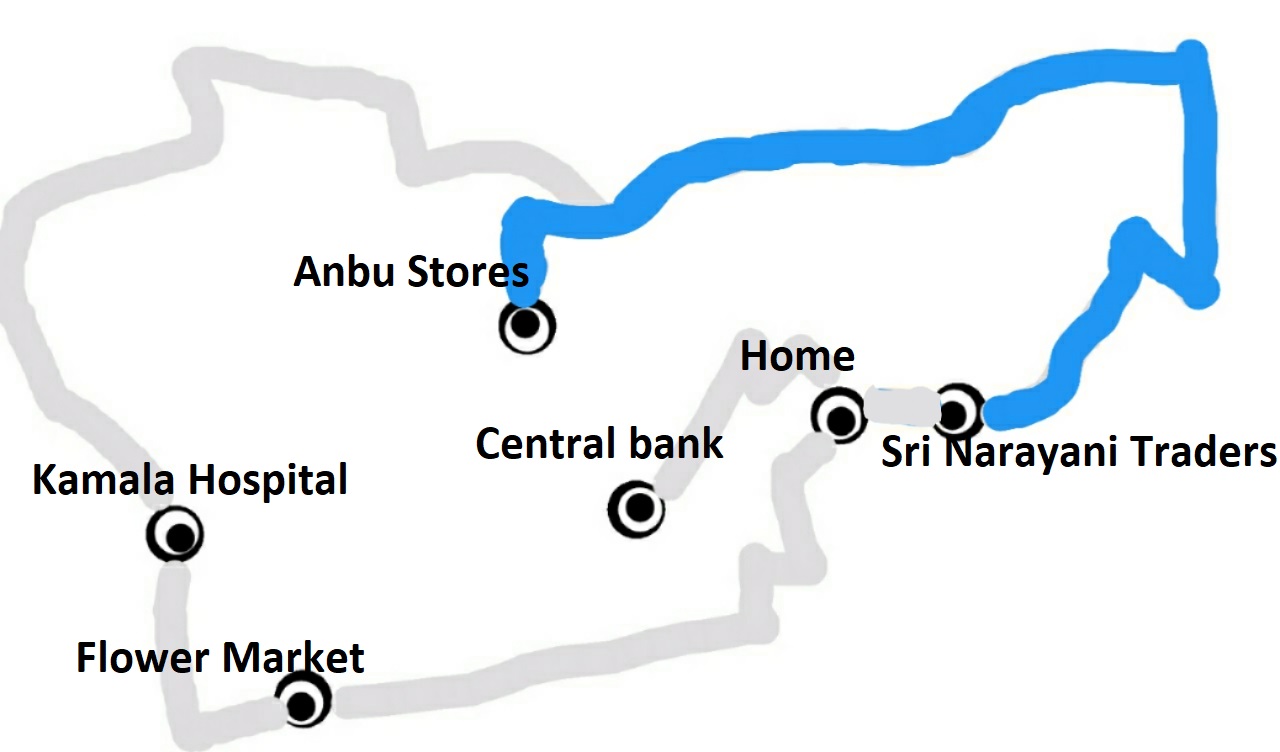 Anbu Stores
Home
Central bank
Sri Narayani Traders
Kamala Hospital
Flower Market